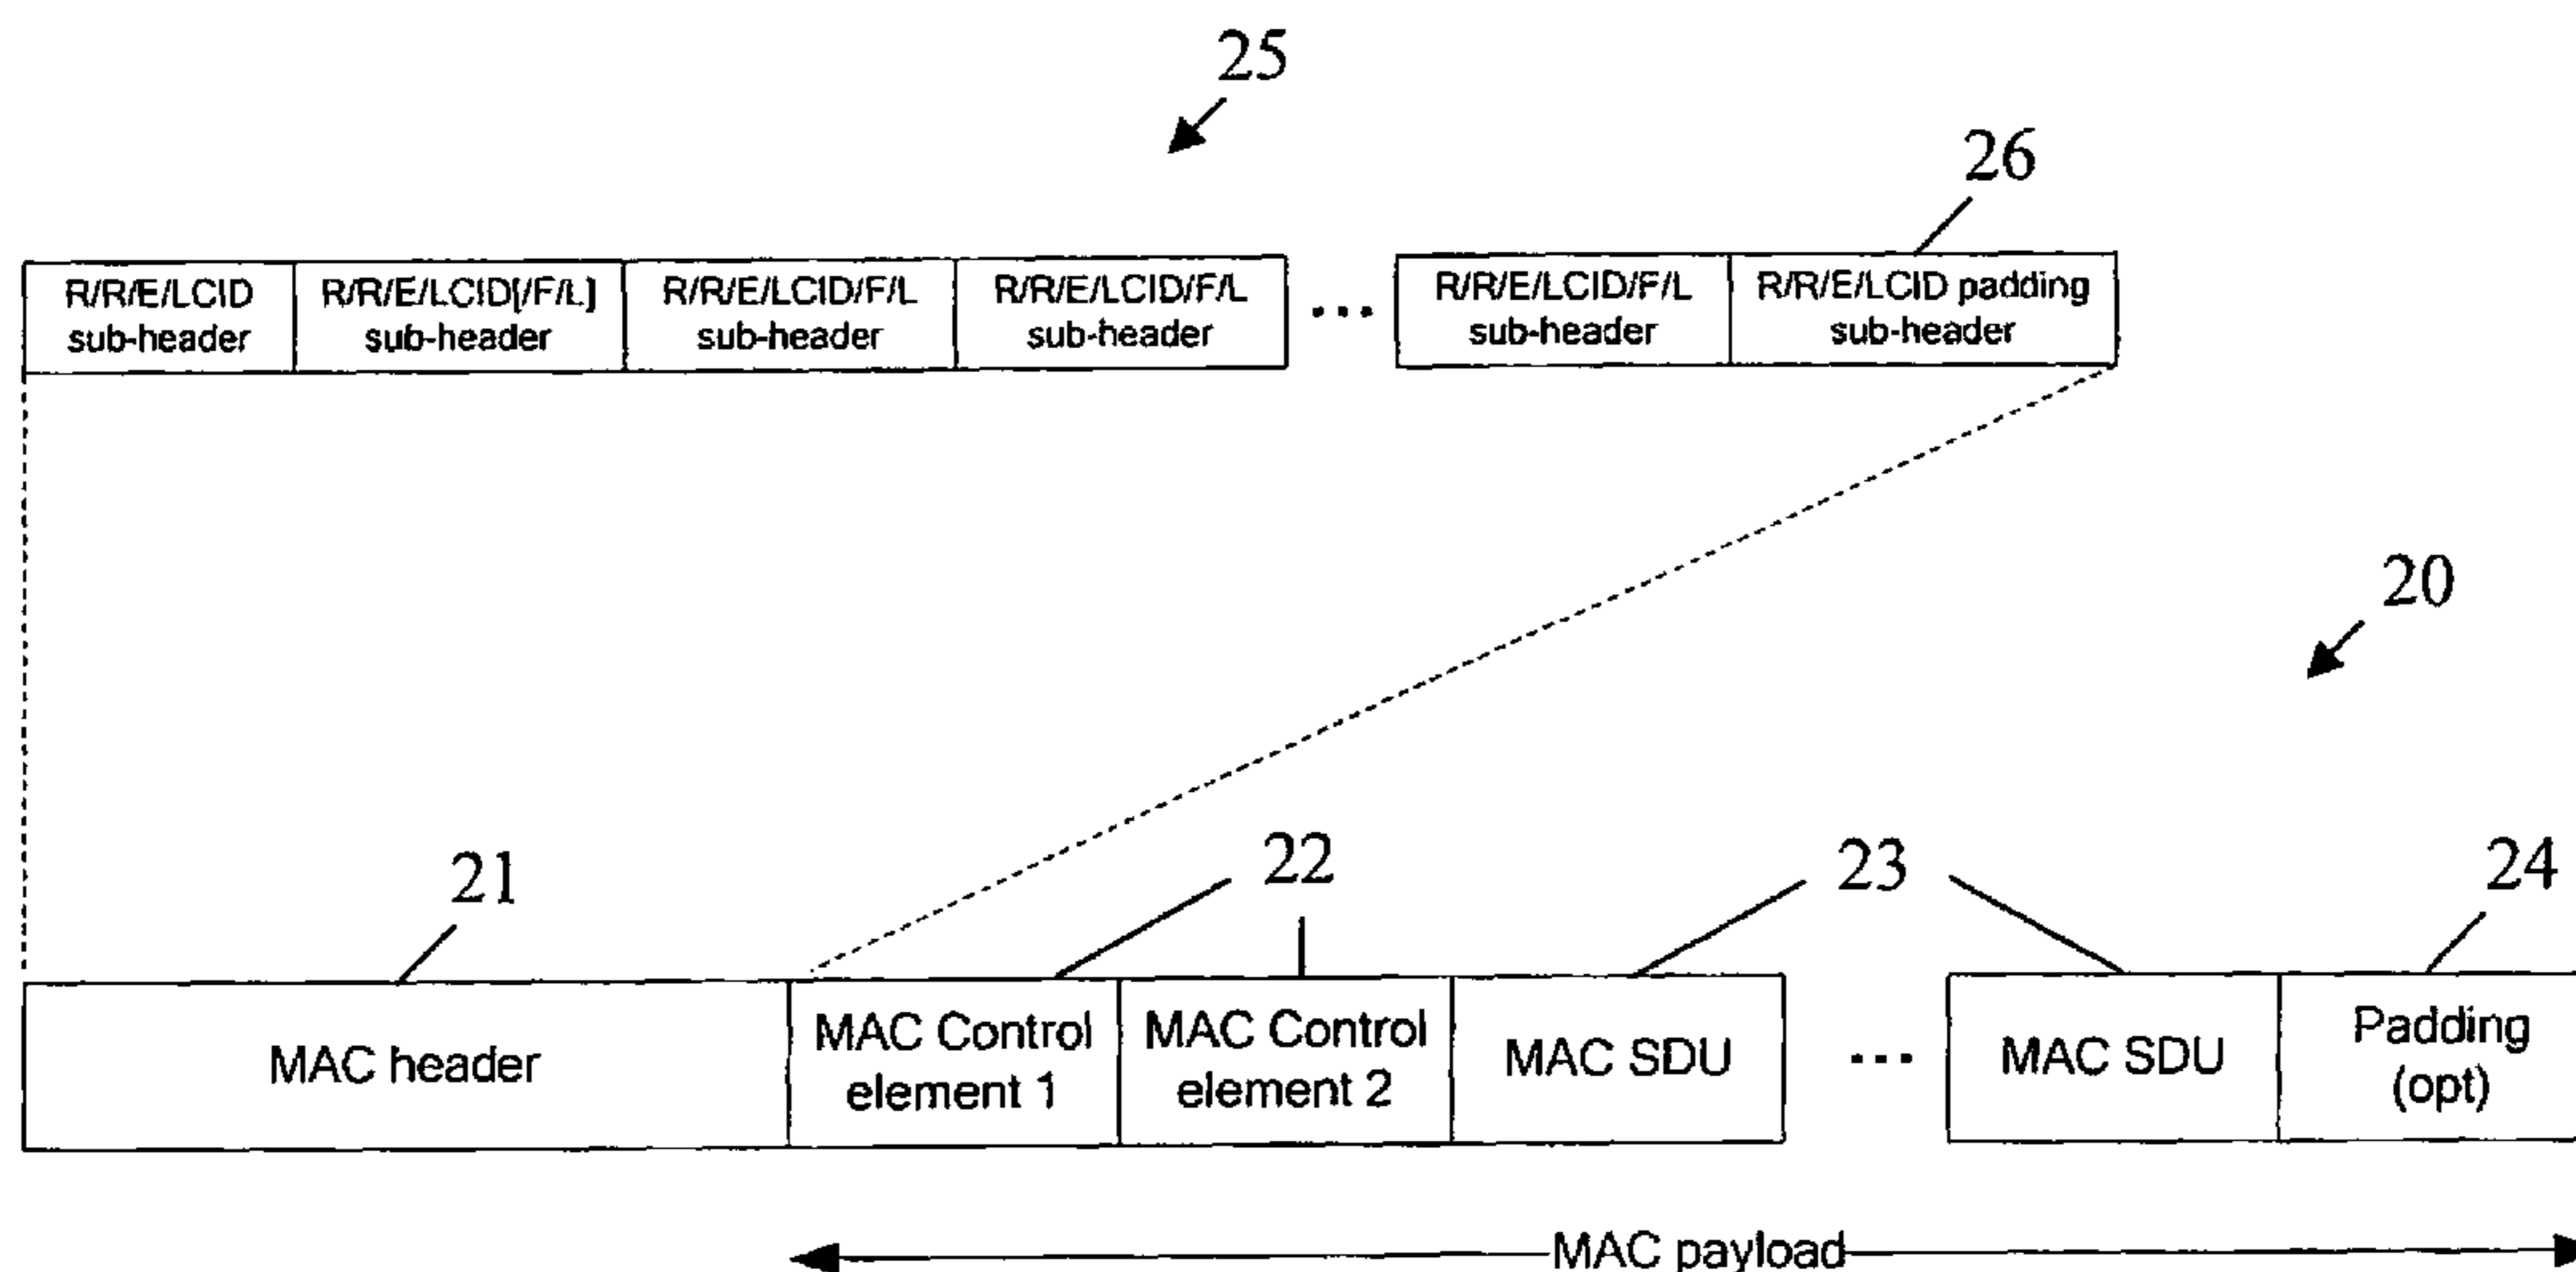 25
26
R/R/E/LCID sub-header
R/R/E/LCID[/F/L] sub-header
R/R/E/LCID/F/L sub-header
R/R/E/LCID/F/L sub-header
...
R/R/E/LCID/F/L sub-header
R/R/E/LCID padding sub-header
20
21
22
23
24
MAC header
MAC Control element 1
MAC Control element 2
MAC SDU
...
MAC SDU
Padding (opt)
MAC payload